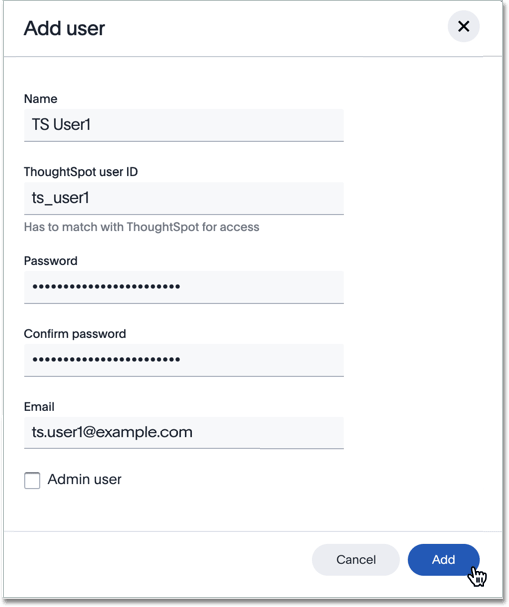 Add user
Name
TS User1
ThoughtSpot user ID
ts_user1
Has to match with ThoughtSpot for access
Password
••••••••••••••••••••••••
Confirm password
••••••••••••••••••••••••
Email
ts.user1@example.com
Admin user
Cancel
Add